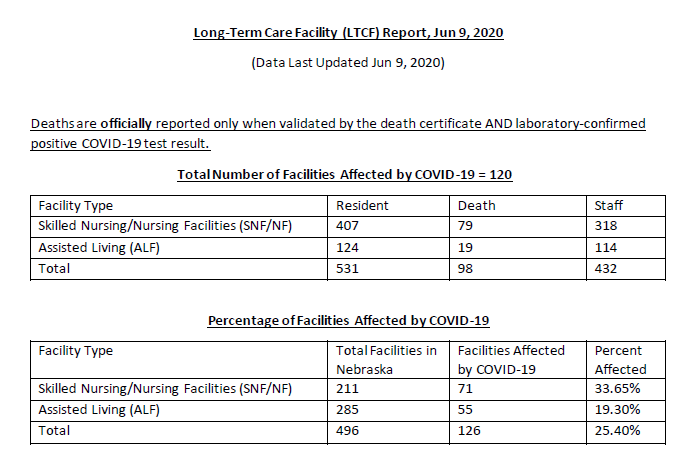 Long-Term Care Facility (LTCF) Report, Jun 9, 2020
(Data Last Updated Jun 9, 2020)
Deaths are officially reported only when validated by the death certificate AND laboratory-confirmed
positive COVID-19 test result.
Total Number of Facilities Affected by COVID-19 = 120
Facility Type Resident Death Staff
Skilled Nursing/Nursing Facilities (SNF/NF) 407 79 318
Assisted Living (ALF) 124 19 114
Total 531 98 432
Percentage of Facilities Affected by COVID-19
Facility Type Total Facilities in Facilities Affected Percent
Nebraska by COVID-19 Affected
Skilled Nursing/Nursing Facilities (SNF/NF) 211 71 33.65%
Assisted Living (ALF) 285 55 19.30%
Total 496 126 25.40%